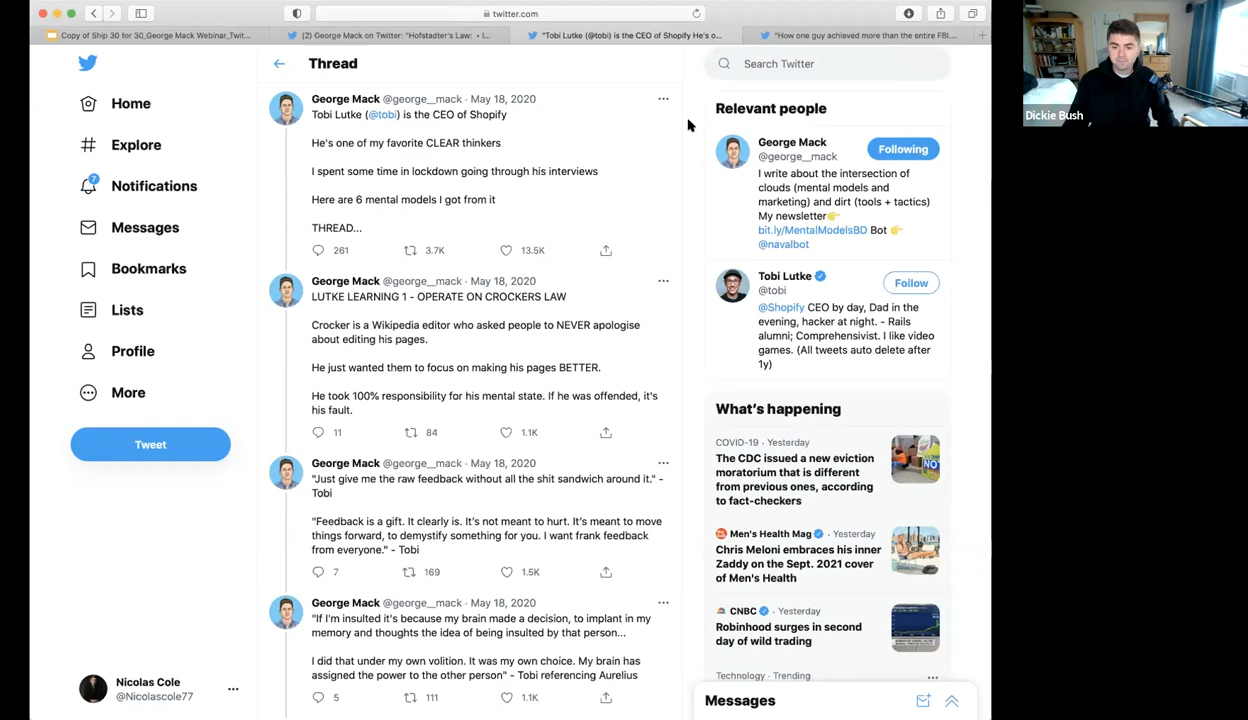 twitter.com
Copy of Ship 30 for 30_George Mack Webinar_Twit...
(2) George Mack on Twitter: "Hofstadter's Law: • I...
"Tobi Lutke (@tobi) is the CEO of Shopify He's o...
"How one guy achieved more than the entire FBI...
Home
Explore
7
Notifications
Messages
Bookmarks
Lists
Profile
More
Tweet
Nicolas Cole
@Nicolascole77
Thread
George Mack @george__mack · May 18, 2020
Tobi Lutke (@tobi) is the CEO of Shopify
He's one of my favorite CLEAR thinkers
I spent some time in lockdown going through his interviews
Here are 6 mental models I got from it
THREAD...
261 3.7K 13.5K
George Mack @george__mack · May 18, 2020
LUTKE LEARNING 1 - OPERATE ON CROCKERS LAW
Crocker is a Wikipedia editor who asked people to NEVER apologise
about editing his pages.
He just wanted them to focus on making his pages BETTER.
He took 100% responsibility for his mental state. If he was offended, it's
his fault.
11 84 1.1K
George Mack @george__mack · May 18, 2020
"Just give me the raw feedback without all the shit sandwich around it." -
Tobi
"Feedback is a gift. It clearly is. It's not meant to hurt. It's meant to move
things forward, to demystify something for you. I want frank feedback
from everyone." - Tobi
7 169 1.5K
George Mack @george__mack · May 18, 2020
"If I'm insulted it's because my brain made a decision, to implant in my
memory and thoughts the idea of being insulted by that person...
I did that under my own volition. It was my own choice. My brain has
assigned the power to the other person" - Tobi referencing Aurelius
5 111 1.1K
Search Twitter
Relevant people
George Mack
@george__mack
Following
I write about the intersection of
clouds (mental models and
marketing) and dirt (tools + tactics)
My newsletter👉
bit.ly/MentalModelsBD Bot 👉
@navalbot
Tobi Lutke
@tobi
Follow
@Shopify CEO by day, Dad in the
evening, hacker at night. - Rails
alumni; Comprehensivist. I like video
games. (All tweets auto delete after
1y)
What's happening
COVID-19 · Yesterday
The CDC issued a new eviction
moratorium that is different
from previous ones, according
to fact-checkers
NO
Men's Health Mag · Yesterday
Chris Meloni embraces his inner
Zaddy on the Sept. 2021 cover
of Men's Health
CNBC · Yesterday
Robinhood surges in second
day of wild trading
Technology · Trending
Messages
Dickie Bush